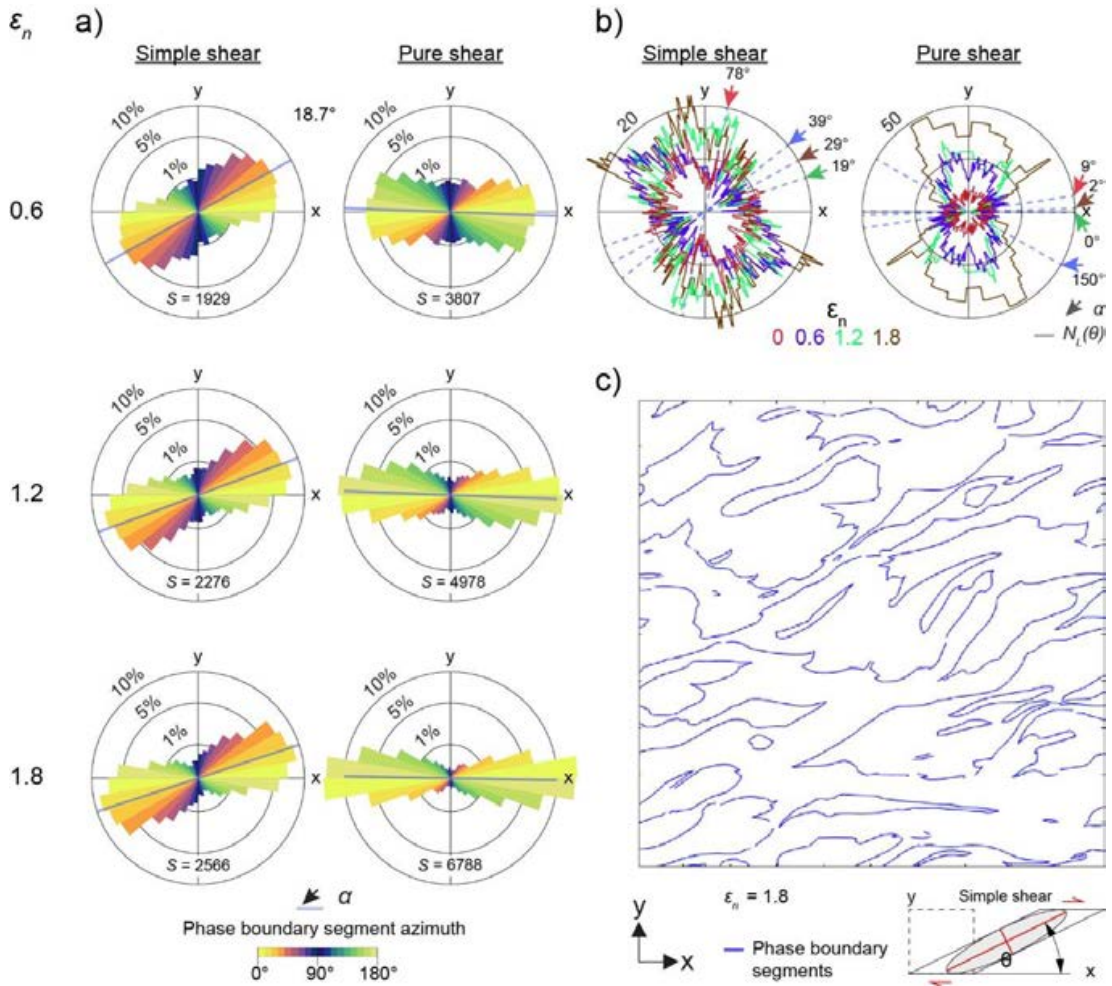 εn a) b)
Simple shear Pure shear Simple shear Pure shear
y y y y
10% 5% 1% 18.7° 10% 5% 1%
20 78° 39° 29° 19° 50 9° 2° 0° 150°
0.6 x x x x
S = 1929 S = 3807
εn
0 0.6 1.2 1.8
α
NL(θ)
y y
10% 5% 1% 10% 5% 1%
c)
1.2 x x
S = 2276 S = 4978
y y
10% 5% 1% 10% 5% 1%
1.8 x x
S = 2566 S = 6788
α
Phase boundary segment azimuth
0° 90° 180°
y
x
εn = 1.8
Phase boundary
segments
y Simple shear
θ
x